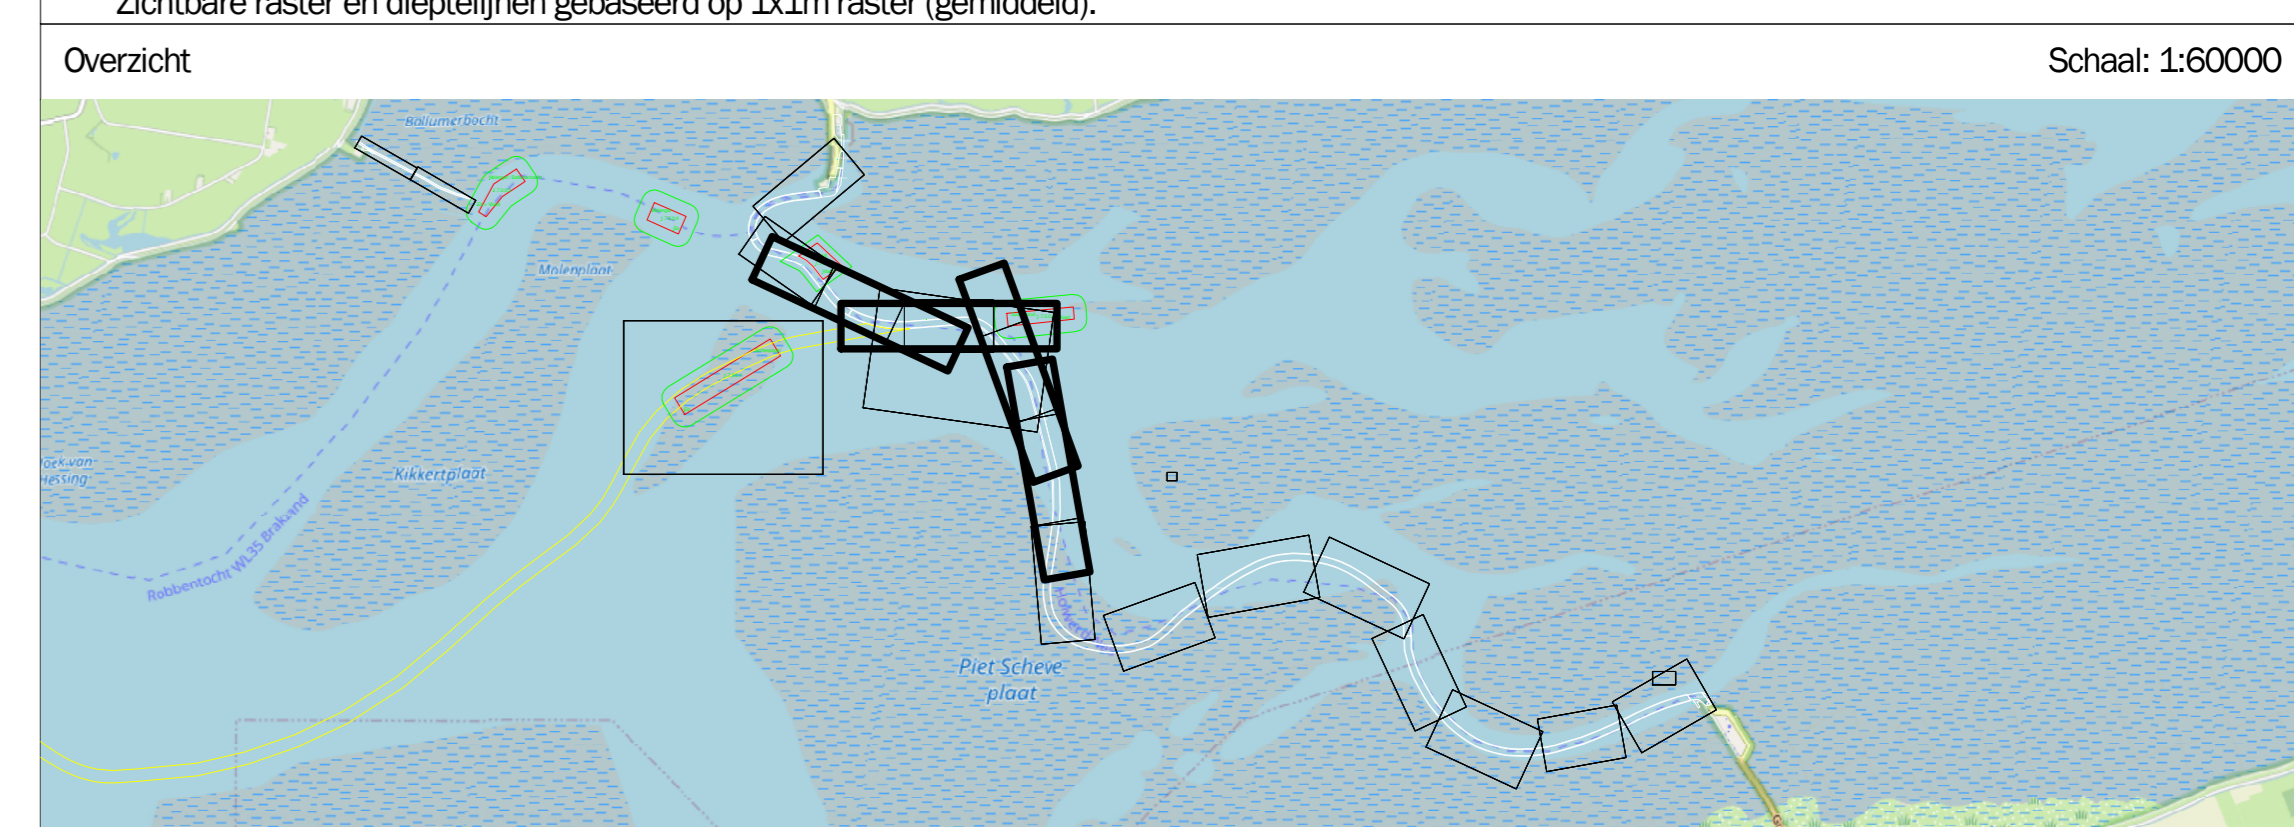 Zichtbare raster en dieptelijnen gebaseerd op 1x1m raster (gemiddeld).
Overzicht
Schaal: 1:60000
Ballumerbocht
Molenplaat
Kikkertplaat
Robbentocht WL35 Brakzand
Piet Scheve
plaat